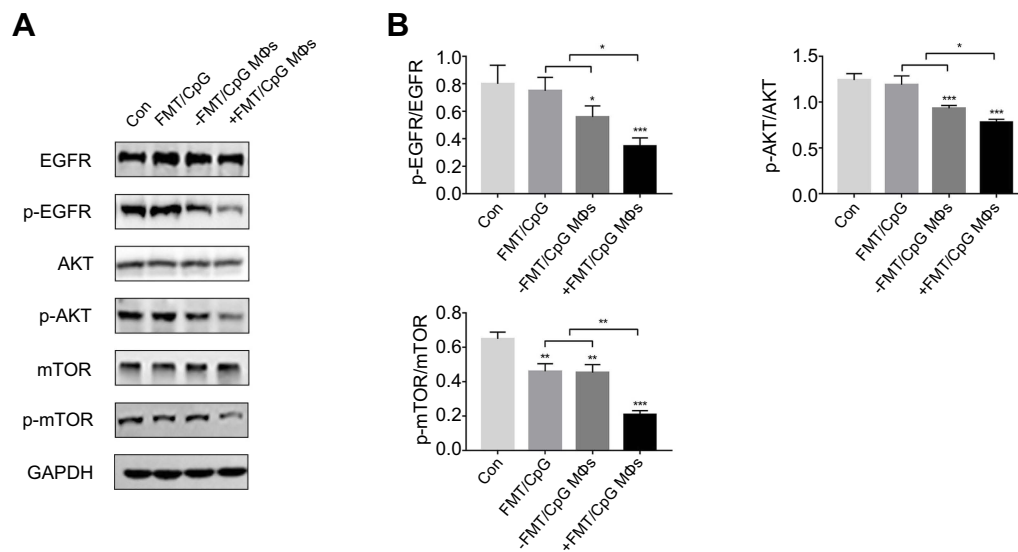 A
Con
FMT/CpG
-FMT/CpG MΦs
+FMT/CpG MΦs
EGFR
p-EGFR
AKT
p-AKT
mTOR
p-mTOR
GAPDH
B
p-EGFR/EGFR
1.0
0.8
0.6
0.4
0.2
0.0
*
*
***
Con
FMT/CpG
-FMT/CpG MΦs
+FMT/CpG MΦs
p-AKT/AKT
1.5
1.0
1.5
0.0
*
***
***
Con
FMT/CpG
-FMT/CpG MΦs
+FMT/CpG MΦs
p-mTOR/mTOR
0.8
0.6
0.4
0.2
0.0
**
**
**
***
Con
FMT/CpG
-FMT/CpG MΦs
+FMT/CpG MΦs